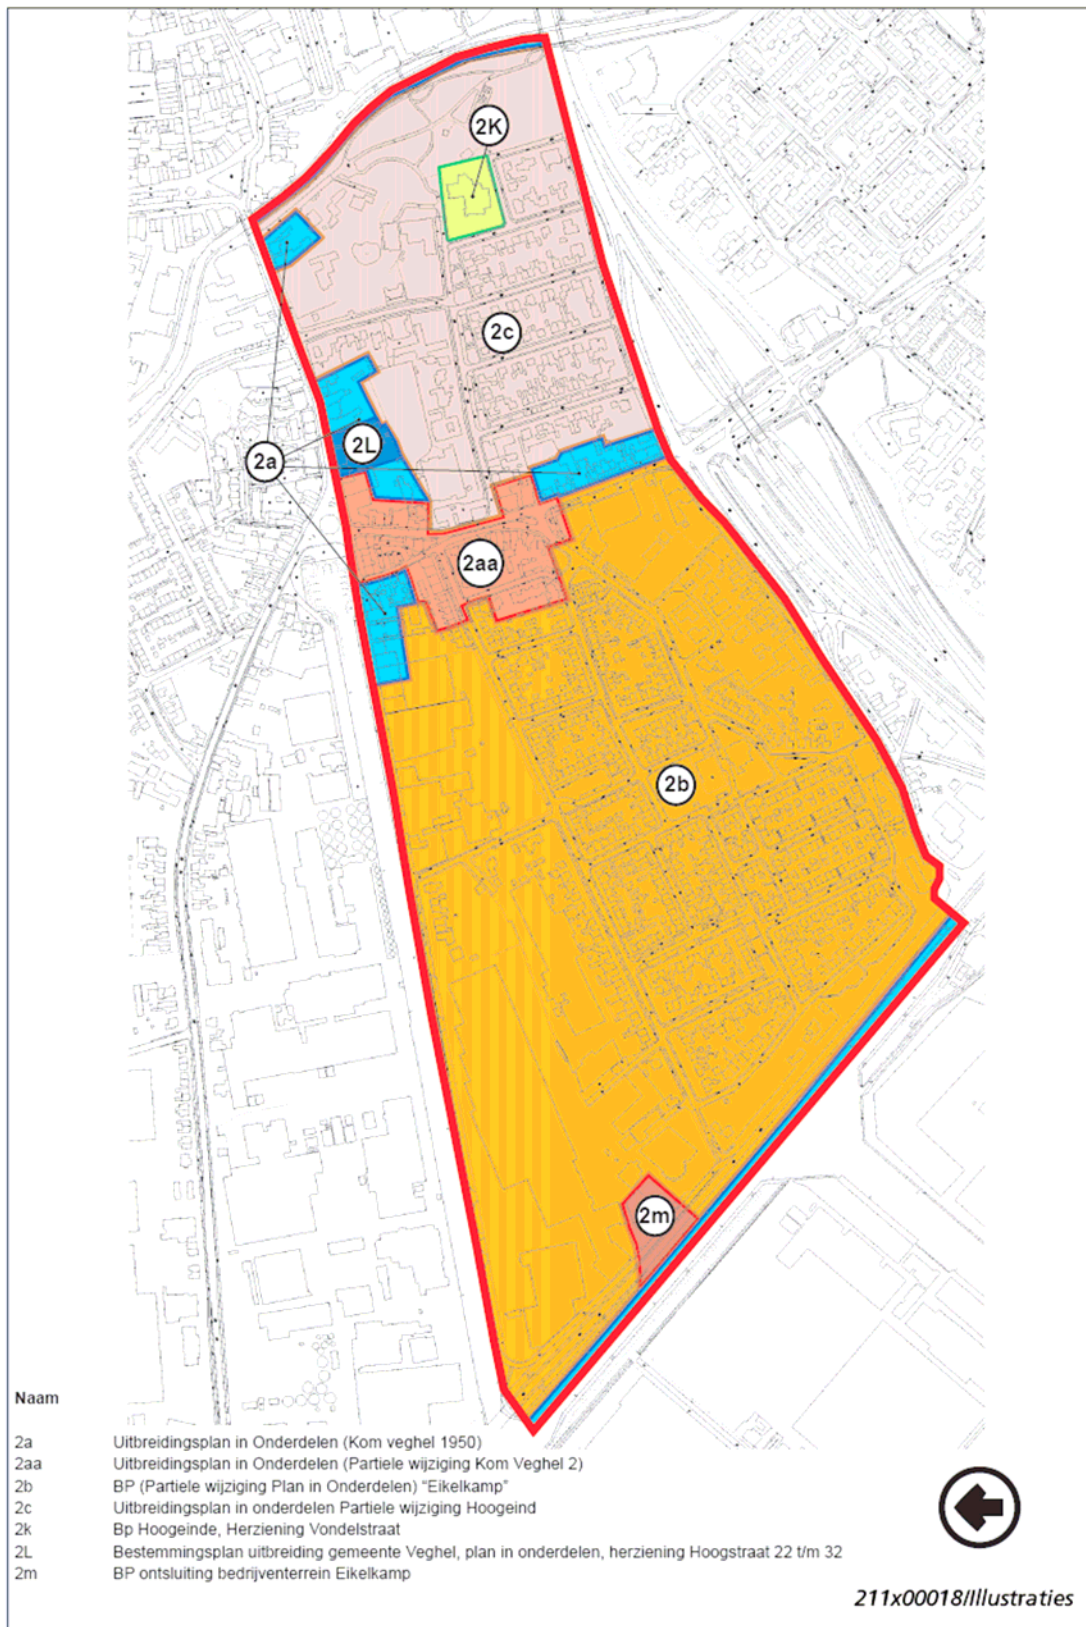 2K
2c
2L
2a
2aa
2b
2m
Naam
2a Uitbreidingsplan in Onderdelen (Kom veghel 1950)
2aa Uitbreidingsplan in Onderdelen (Partiele wijziging Kom Veghel 2)
2b BP (Partiele wijziging Plan in Onderdelen) "Eikelkamp"
2c Uitbreidingsplan in onderdelen Partiele wijziging Hoogeind
2k Bp Hoogeinde, Herziening Vondelstraat
2L Bestemmingsplan uitbreiding gemeente Veghel, plan in onderdelen, herziening Hoogstraat 22 t/m 32
2m BP ontsluiting bedrijventerrein Eikelkamp
211x00018/Illustraties